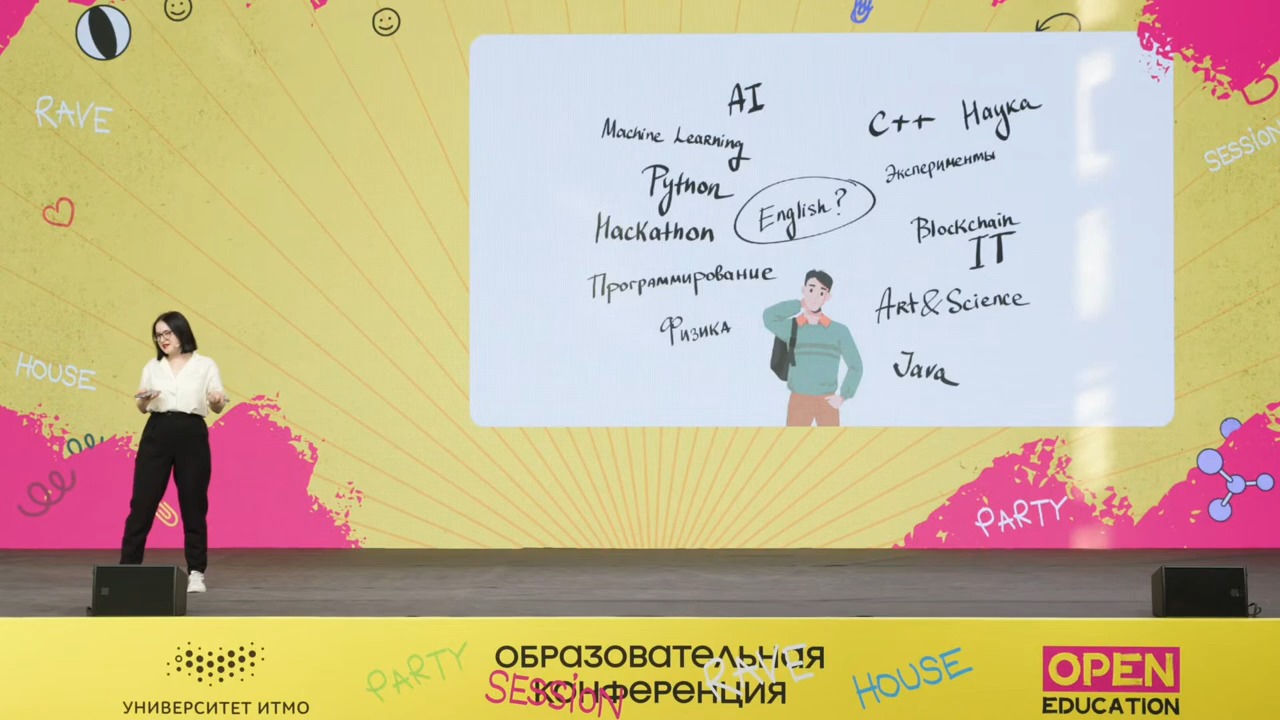 RAVE
HOUSE
AI
Machine Learning
Python
Hackathon
Программирование
Физика
English?
C++ Наука
Эксперименты
Blockchain
IT
Art&Science
Java
SESSION
PARTY
УНИВЕРСИТЕТ ИТМО
PARTY
ОБРАЗОВАТЕЛЬНАЯ
КОНФЕРЕНЦИЯ
SESSION
RAVE
HOUSE
OPEN
EDUCATION